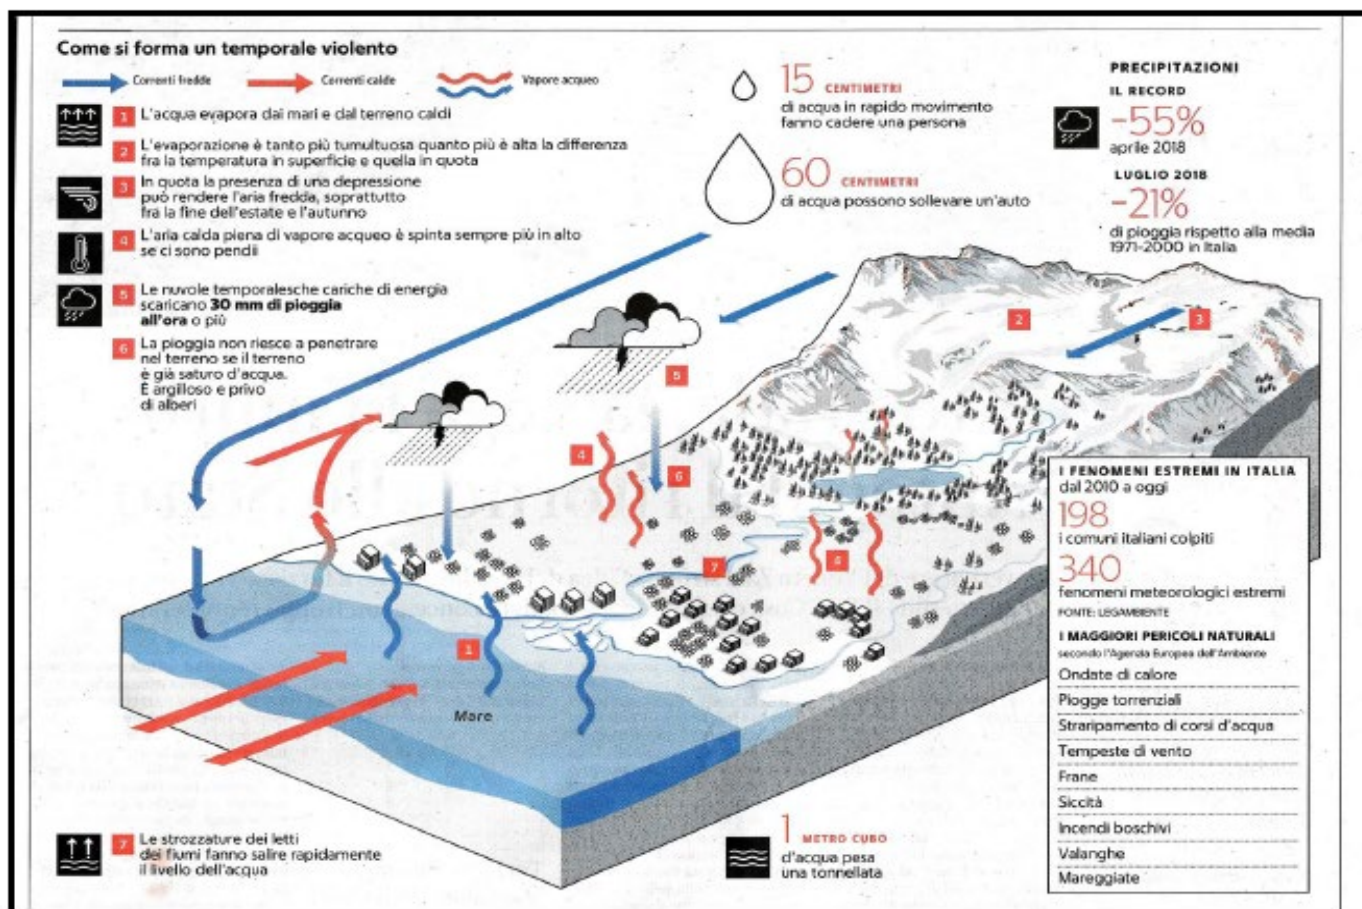 Come si forma un temporale violento
Correnti fredde
Correnti calde
Vapore acqueo
1 L'acqua evapora dai mari e dal terreno caldi
2 L'evaporazione è tanto più tumultuosa quanto più è alta la differenza
fra la temperatura in superficie e quella in quota
3 In quota la presenza di una depressione
può rendere l'aria fredda, soprattutto
fra la fine dell'estate e l'autunno
4 L'aria calda piena di vapore acqueo è spinta sempre più in alto
se ci sono pendii
5 Le nuvole temporalesche cariche di energia
scaricano 30 mm di pioggia
all'ora o più
6 La pioggia non riesce a penetrare
nel terreno se il terreno
è già saturo d'acqua.
È argilloso e privo
di alberi
15 CENTIMETRI
di acqua in rapido movimento
fanno cadere una persona
60 CENTIMETRI
di acqua possono sollevare un'auto
PRECIPITAZIONI
IL RECORD
-55%
aprile 2018
LUGLIO 2018
-21%
di pioggia rispetto alla media
1971-2000 in Italia
2
3
5
4
6
7
1
Mare
I FENOMENI ESTREMI IN ITALIA
dal 2010 a oggi
198
i comuni italiani colpiti
340
fenomeni meteorologici estremi
FONTE: LEGAMBIENTE
I MAGGIORI PERICOLI NATURALI
secondo l'Agenzia Europea dell'Ambiente
Ondate di calore
Piogge torrenziali
Straripamento di corsi d'acqua
Tempeste di vento
Frane
Siccità
Incendi boschivi
Valanghe
Mareggiate
7 Le strozzature dei letti
dei fiumi fanno salire rapidamente
il livello dell'acqua
1 METRO CUBO
d'acqua pesa
una tonnellata